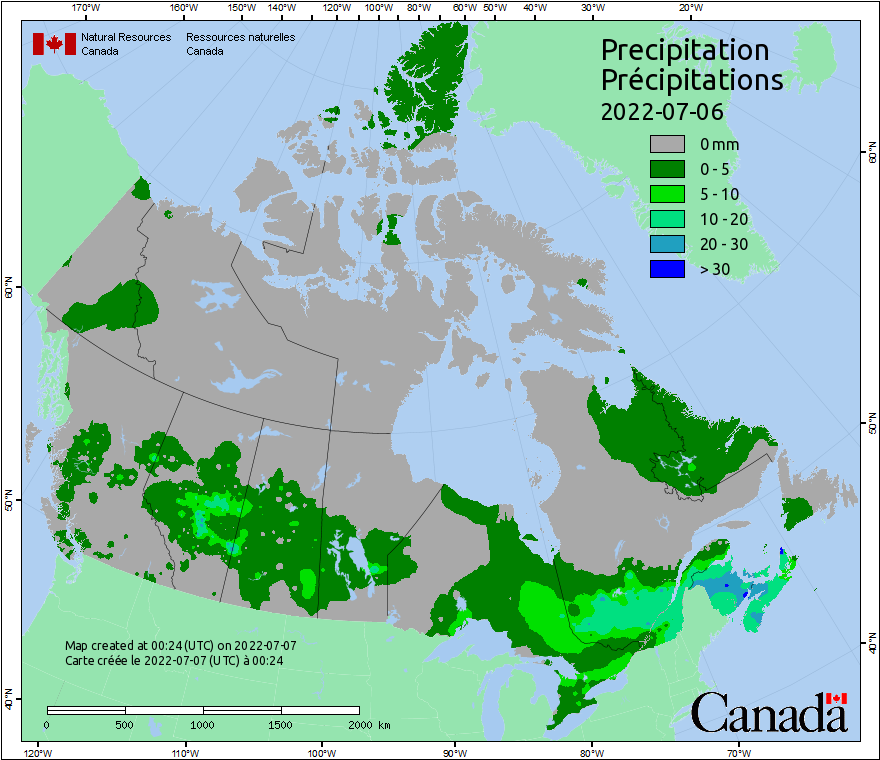 170°W 160°W 150°W 140°W 130°W 120°W 110°W 100°W 90°W 80°W 60°W 50°W 40°W 30°W 20°W
Natural Resources Canada
Ressources naturelles Canada
Precipitation
Précipitations
2022-07-06
0 mm
0 - 5
5 - 10
10 - 20
20 - 30
> 30
60°N
50°N
40°N
60°N
50°N
40°N
Map created at 00:24 (UTC) on 2022-07-07
Carte créée le 2022-07-07 (UTC) à 00:24
0 500 1000 1500 2000 km
Canada
120°W 110°W 100°W 90°W 80°W 70°W